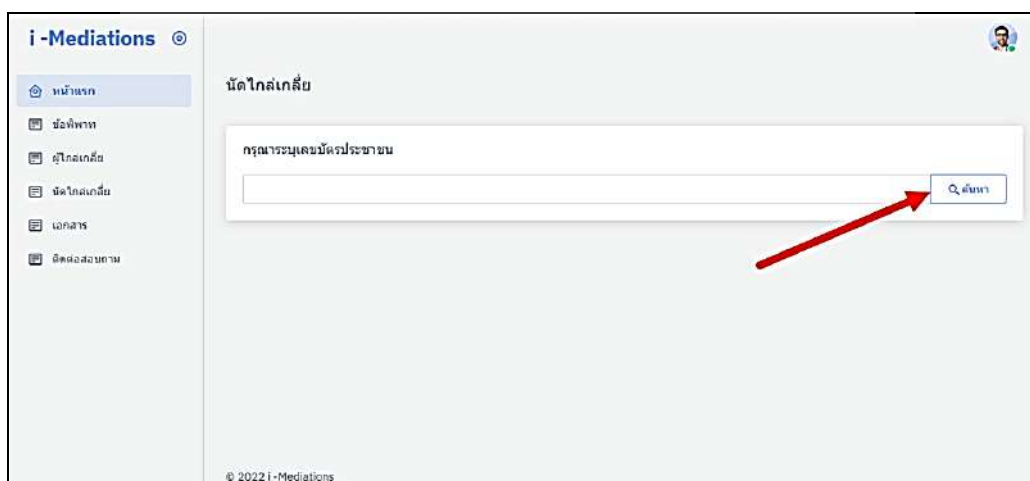 i-Mediations
หน้าแรก
ข้อพิพาท
ผู้ไกล่เกลี่ย
นัดไกล่เกลี่ย
เอกสาร
ติดต่อสอบถาม
นัดไกล่เกลี่ย
กรุณาระบุเลขบัตรประชาชน
ค้นหา
© 2022 i-Mediations